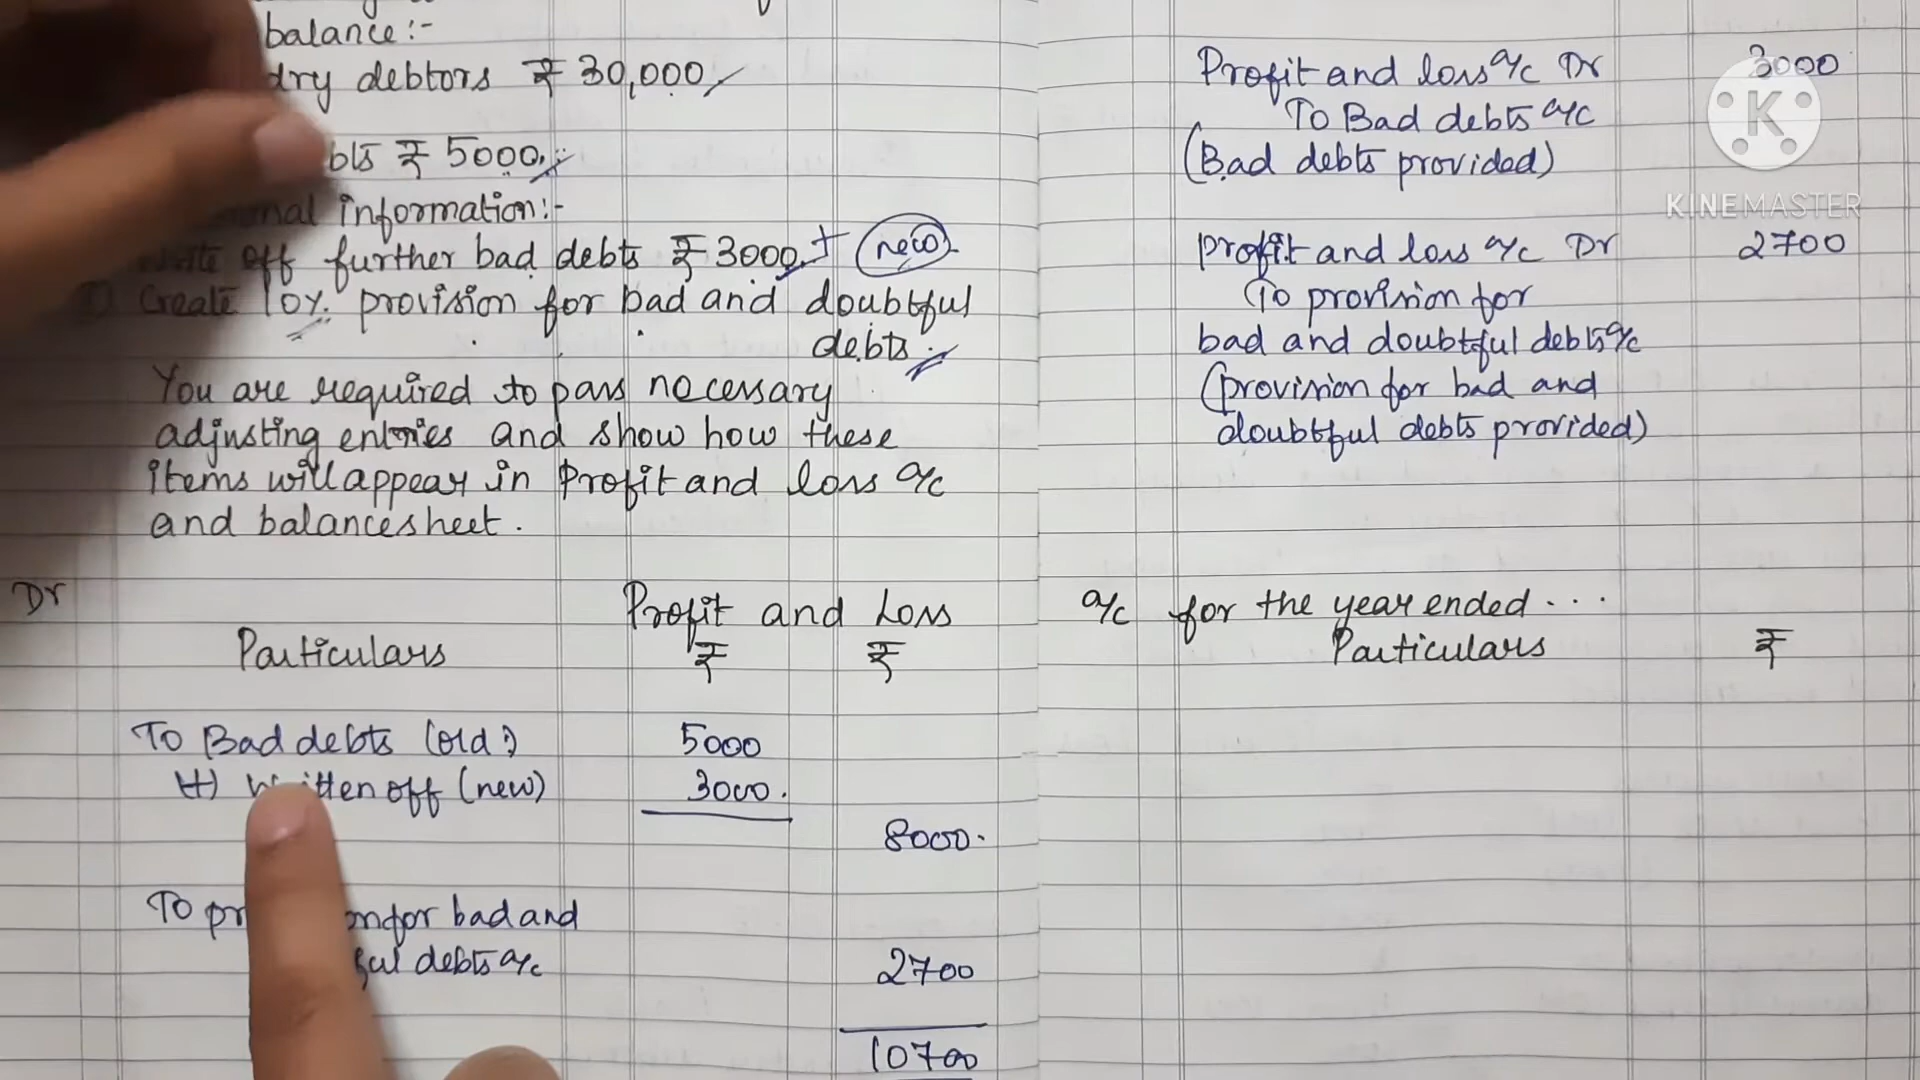 balance:-
dry debtors ₹ 30,000/
bts ₹ 5000/-
onal information:-
Write off further bad debts ₹ 3000 + (new)
Create 10% provision for bad and doubtful
debts.
You are required to pass necessary
adjusting entries and show how these
items will appear in Profit and loss a/c
and balancesheet.
Dr
Profit and Loss
Particulars ₹ ₹
To Bad debts (old) 5000
(+) Written off (new) 3000.
8000.
To pr on for bad and
ful debts a/c 2700
10700
Profit and loss a/c Dr 3000
To Bad debts a/c
(Bad debts provided)
Profit and loss a/c Dr 2700
To provision for
bad and doubtful debts a/c
(provision for bad and
doubtful debts provided)
a/c for the year ended...
Particulars ₹
K
KINEMASTER